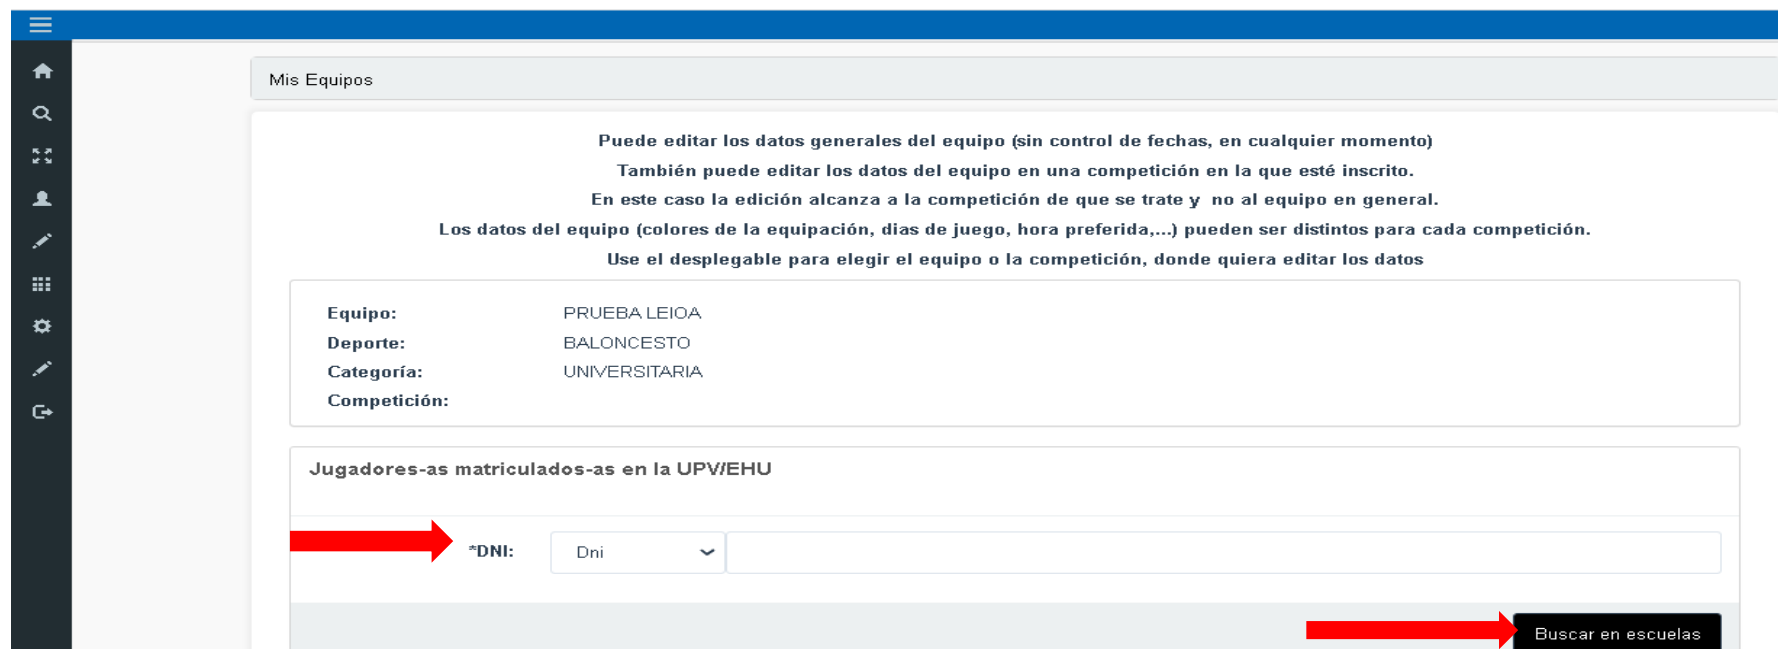 Mis Equipos
Puede editar los datos generales del equipo (sin control de fechas, en cualquier momento)
También puede editar los datos del equipo en una competición en la que esté inscrito.
En este caso la edición alcanza a la competición de que se trate y no al equipo en general.
Los datos del equipo (colores de la equipación, dias de juego, hora preferida,...) pueden ser distintos para cada competición.
Use el desplegable para elegir el equipo o la competición, donde quiera editar los datos
Equipo: PRUEBA LEIOA
Deporte: BALONCESTO
Categoría: UNIVERSITARIA
Competición:
Jugadores-as matriculados-as en la UPV/EHU
*DNI: Dni
Buscar en escuelas